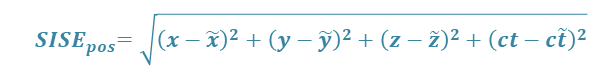 SISE_pos = √((x − x̃)² + (y − ỹ)² + (z − z̃)² + (ct − ct̃)²)